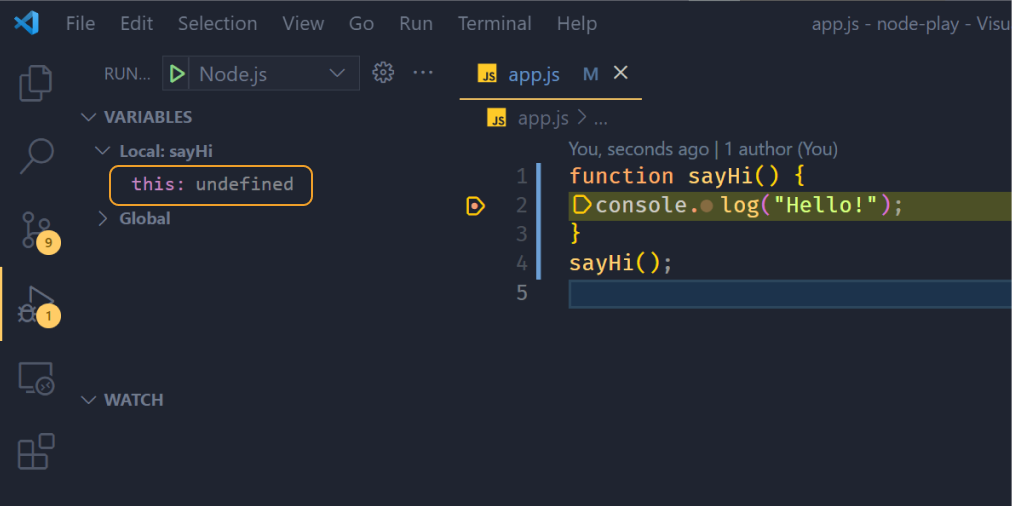 File Edit Selection View Go Run Terminal Help app.js - node-play - Visu
RUN... Node.js ...
VARIABLES
Local: sayHi
this: undefined
Global
9
1
WATCH
JS app.js M
JS app.js > ...
You, seconds ago | 1 author (You)
1 function sayHi() {
2 console.log("Hello!");
3 }
4 sayHi();
5